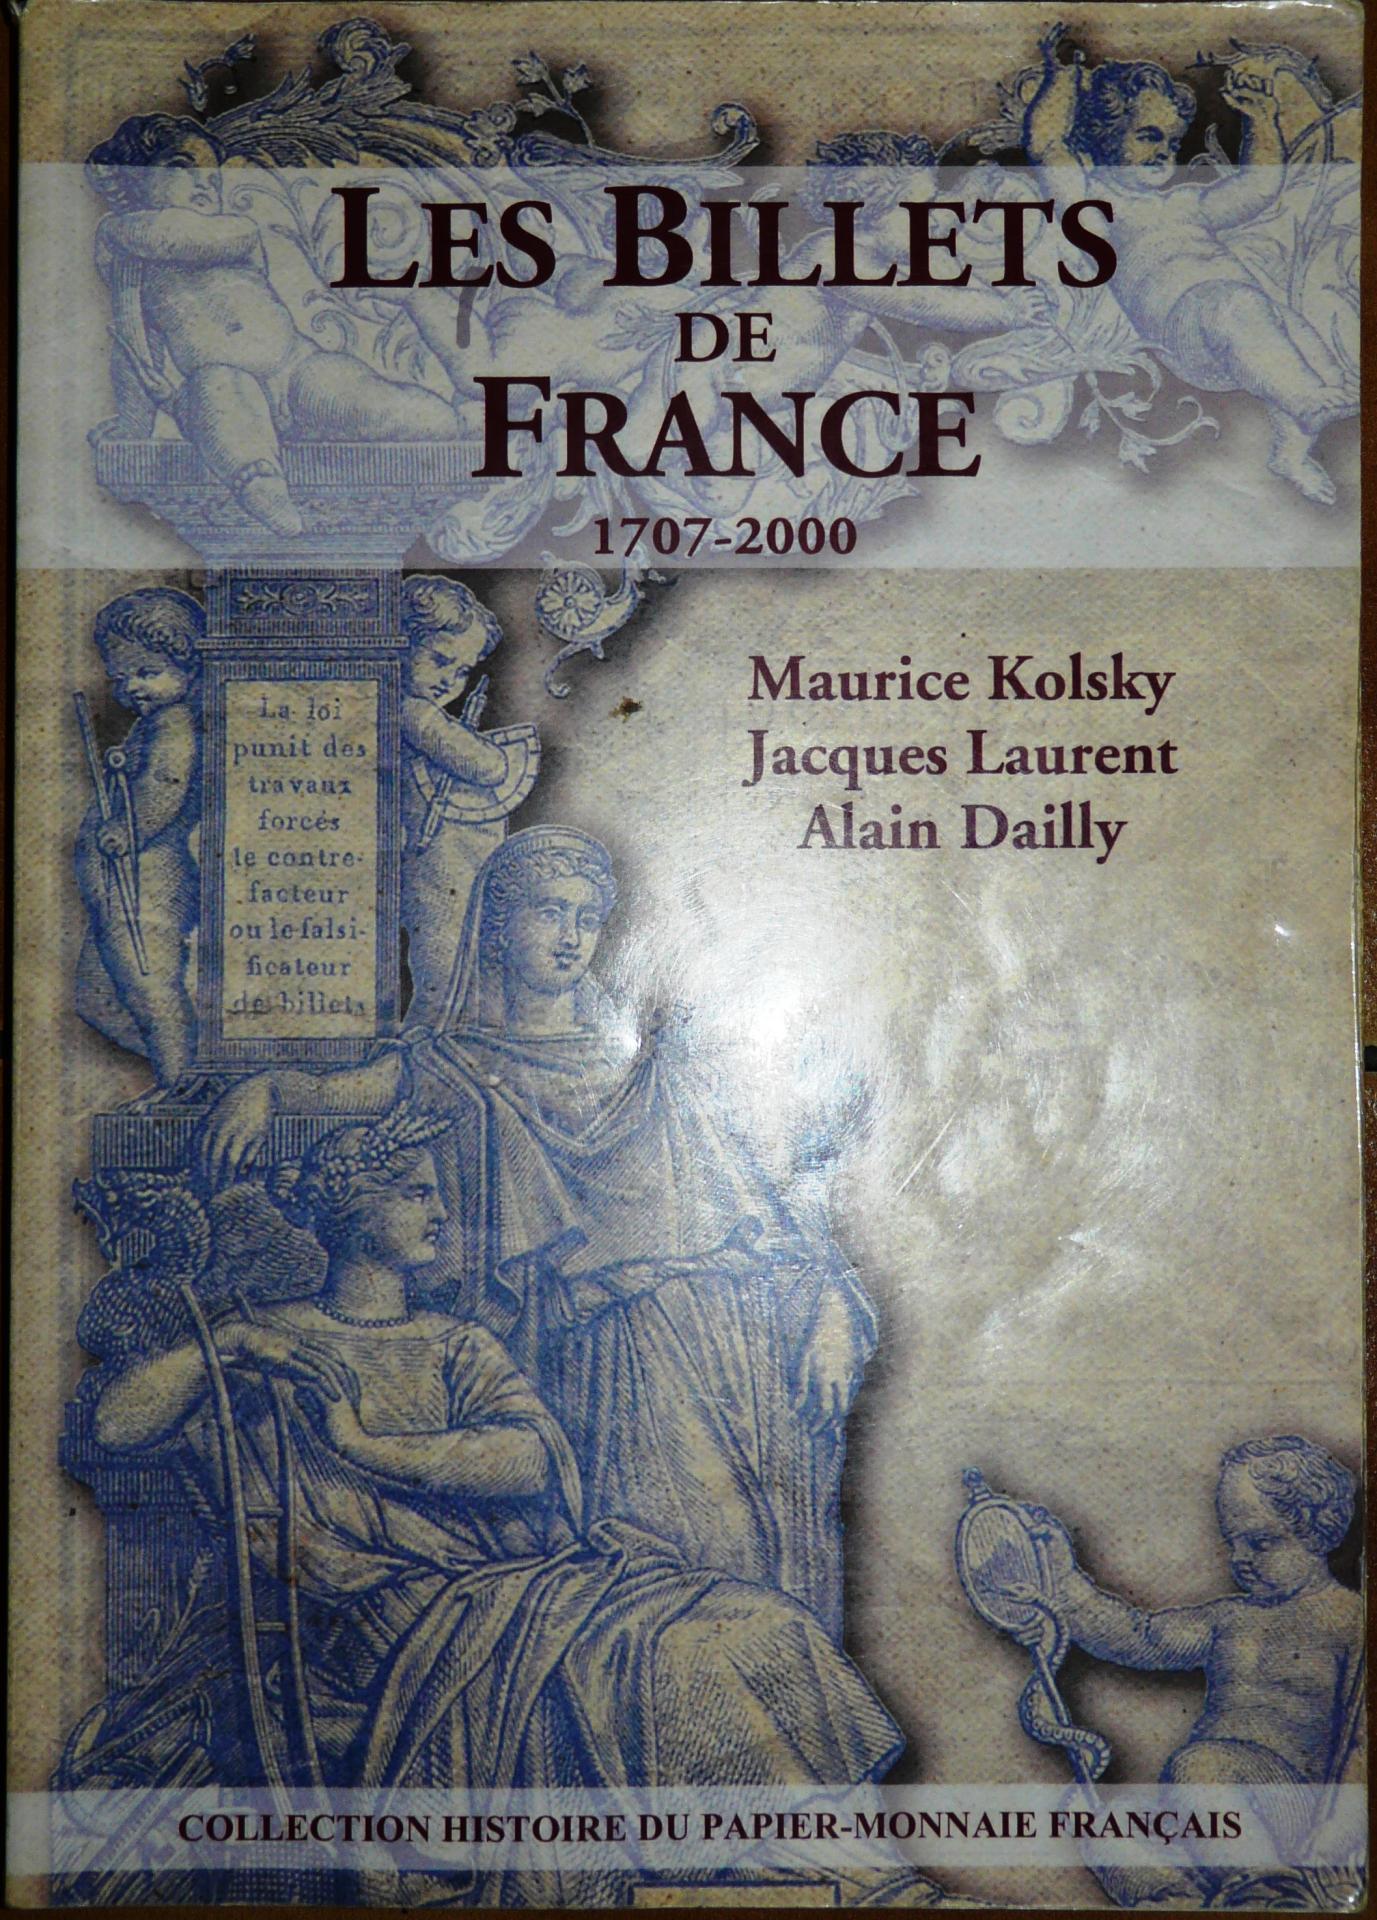 LES BILLETS
DE
FRANCE
1707-2000
Maurice Kolsky
Jacques Laurent
Alain Dailly
La loi
punit des
travaux
forcés
le contre-
facteur
ou le falsi-
ficateur
de billets
COLLECTION HISTOIRE DU PAPIER-MONNAIE FRANÇAIS